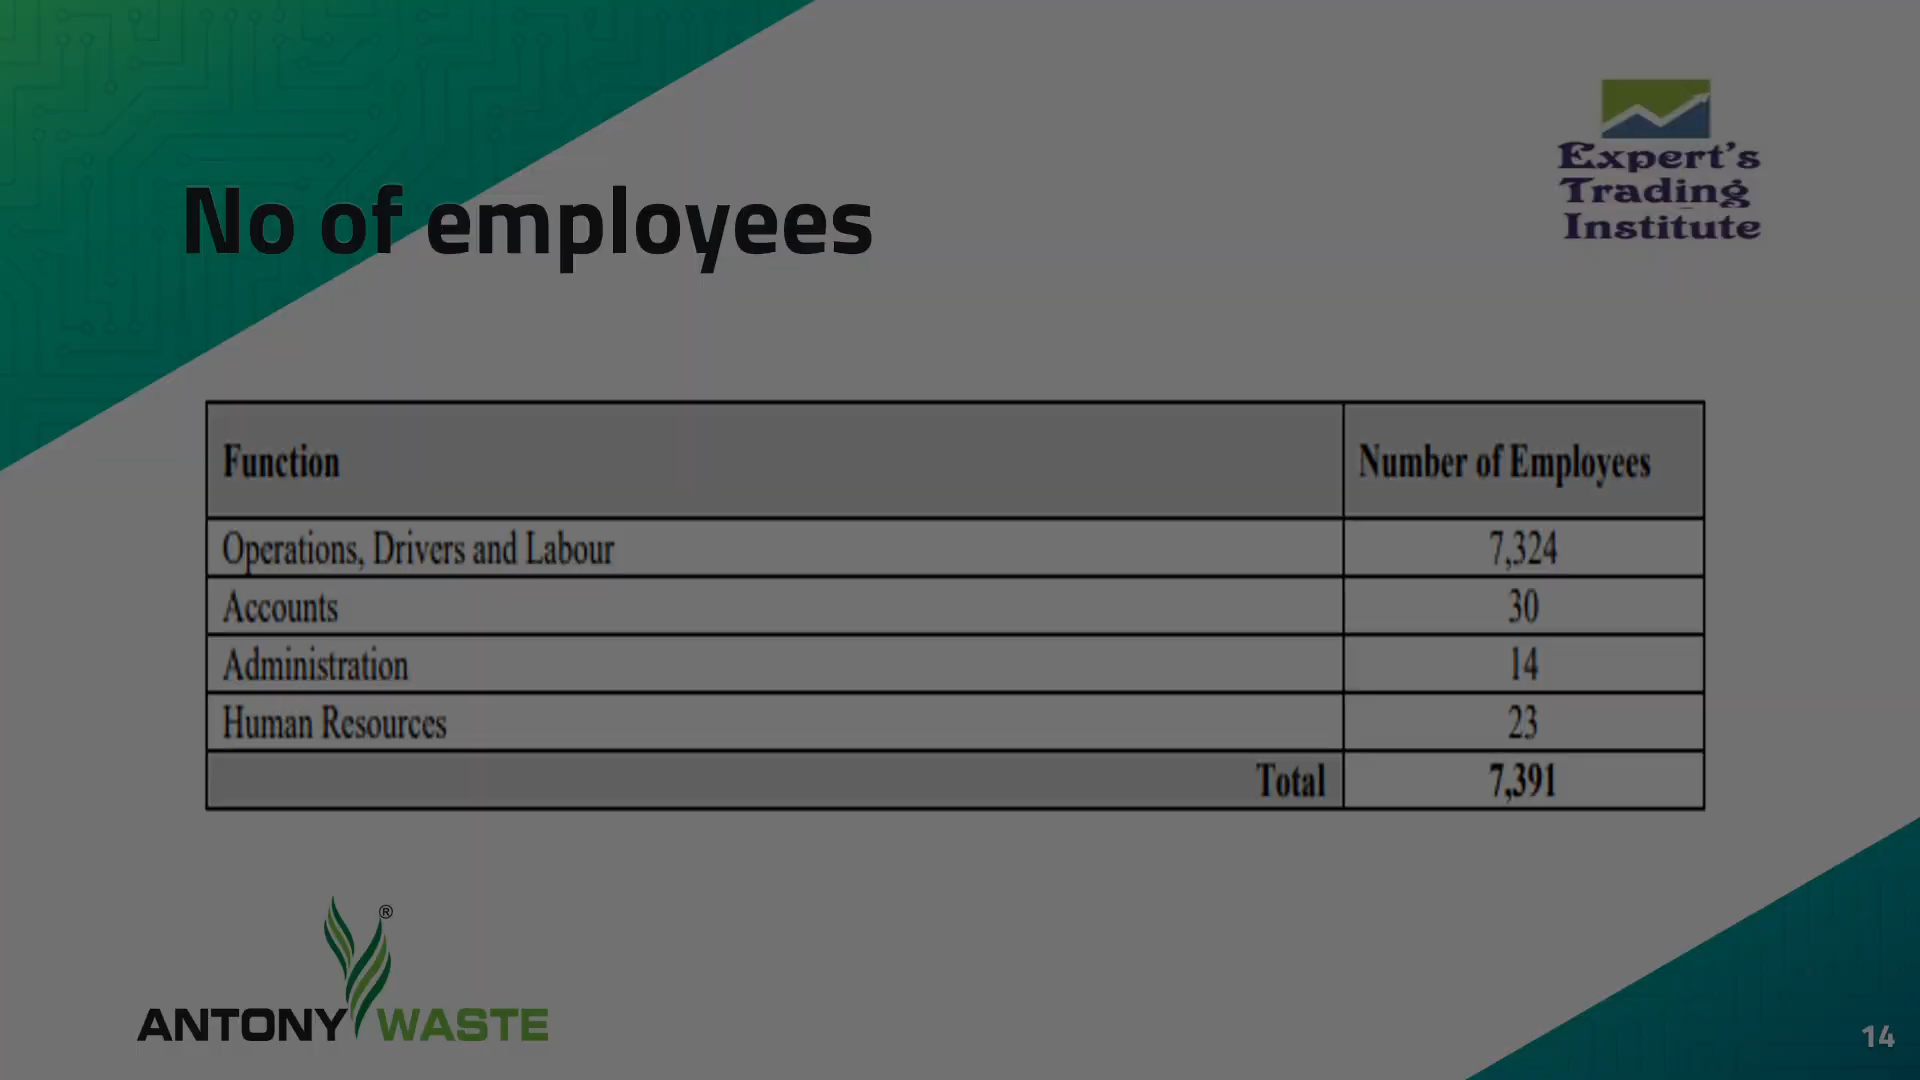 Expert's
Trading
Institute
No of employees
Function Number of Employees
Operations, Drivers and Labour 7,324
Accounts 30
Administration 14
Human Resources 23
Total 7,391
®
ANTONY WASTE
14